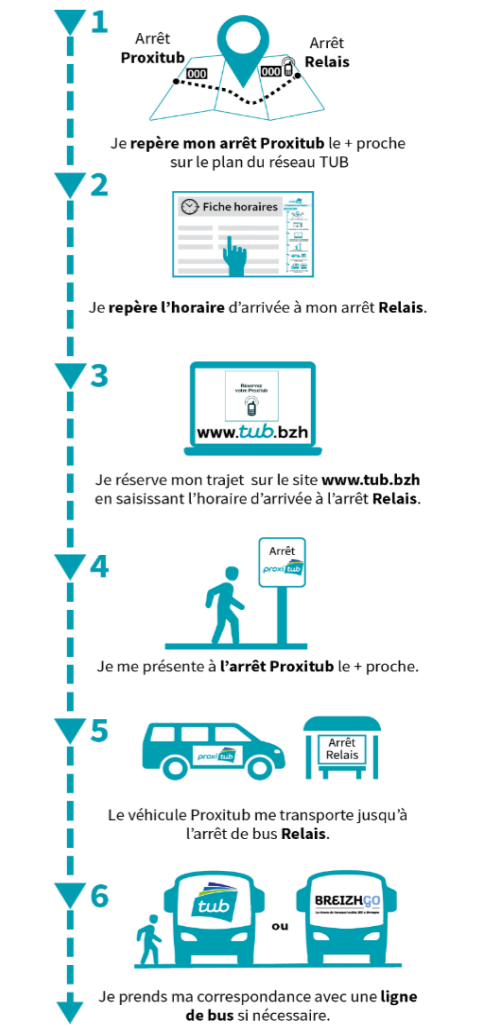 1
Arrêt
Proxitub
Arrêt
Relais
000
000
Je repère mon arrêt Proxitub le + proche
sur le plan du réseau TUB
2
Fiche horaires
Je repère l'horaire d'arrivée à mon arrêt Relais.
3
Réservez
votre Proxitub
www.tub.bzh
Je réserve mon trajet sur le site www.tub.bzh
en saisissant l'horaire d'arrivée à l'arrêt Relais.
4
Arrêt
proxitub
Je me présente à l'arrêt Proxitub le + proche.
5
proxitub
Arrêt
Relais
Le véhicule Proxitub me transporte jusqu'à
l'arrêt de bus Relais.
6
tub
ou
BREIZHGO
Je prends ma correspondance avec une ligne
de bus si nécessaire.